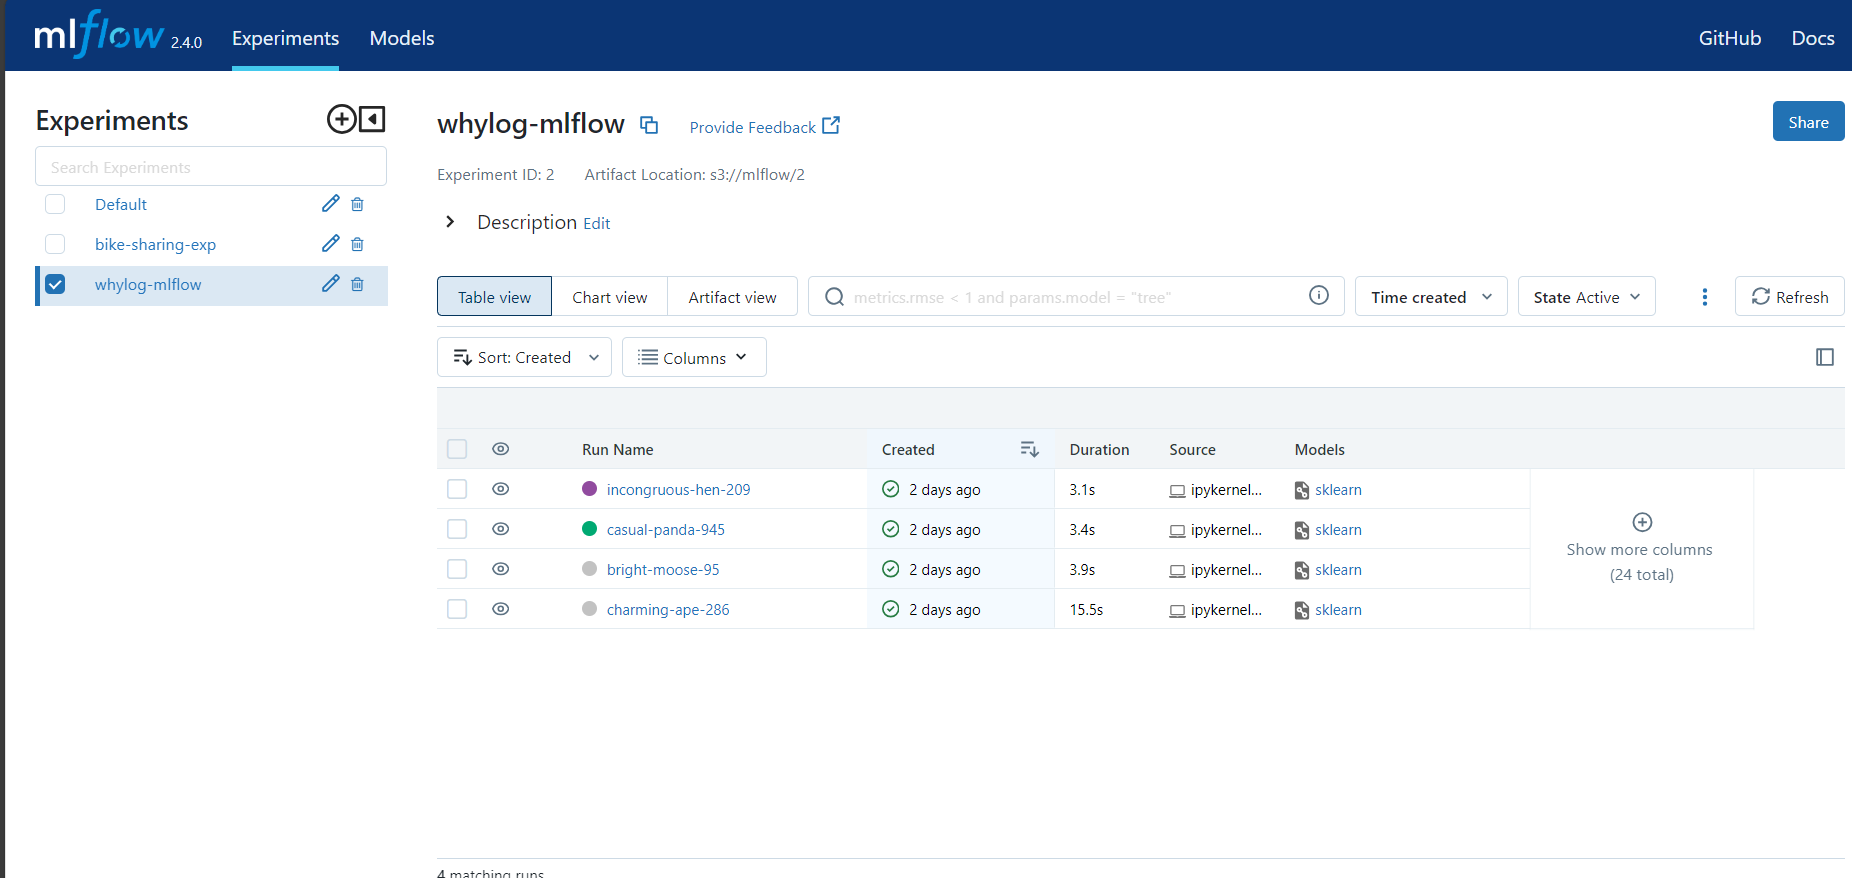 mlflow 2.4.0 Experiments Models GitHub Docs
Experiments
Search Experiments
Default
bike-sharing-exp
whylog-mlflow
whylog-mlflow Provide Feedback Share
Experiment ID: 2 Artifact Location: s3://mlflow/2
Description Edit
Table view Chart view Artifact view metrics.rmse < 1 and params.model = "tree" Time created State Active Refresh
Sort: Created Columns
Run Name Created Duration Source Models
incongruous-hen-209 2 days ago 3.1s ipykernel... sklearn
casual-panda-945 2 days ago 3.4s ipykernel... sklearn
bright-moose-95 2 days ago 3.9s ipykernel... sklearn
charming-ape-286 2 days ago 15.5s ipykernel... sklearn
Show more columns
(24 total)
4 matching runs